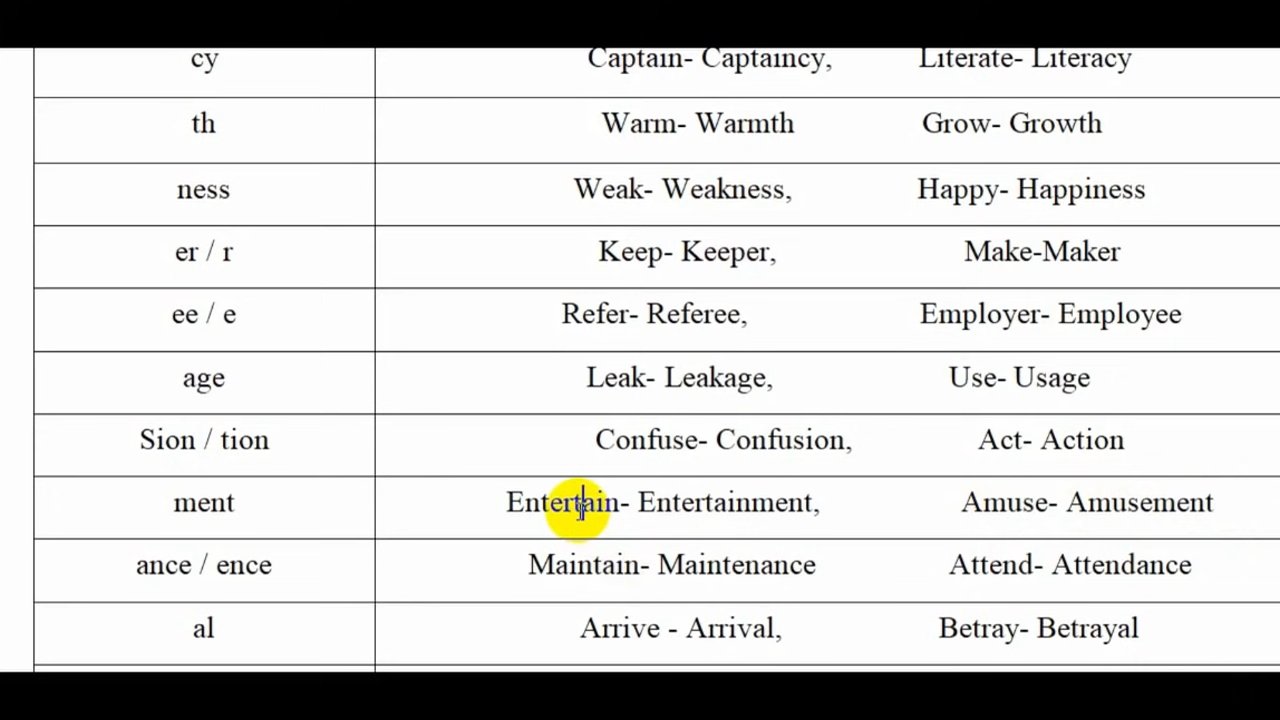 cy Captain- Captaincy, Literate- Literacy
th Warm- Warmth Grow- Growth
ness Weak- Weakness, Happy- Happiness
er / r Keep- Keeper, Make-Maker
ee / e Refer- Referee, Employer- Employee
age Leak- Leakage, Use- Usage
Sion / tion Confuse- Confusion, Act- Action
ment Entertain- Entertainment, Amuse- Amusement
ance / ence Maintain- Maintenance Attend- Attendance
al Arrive - Arrival, Betray- Betrayal